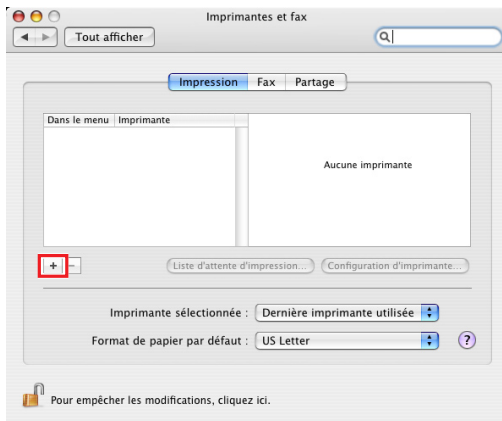 Imprimantes et fax
Tout afficher
Impression Fax Partage
Dans le menu Imprimante
Aucune imprimante
+ −
Liste d'attente d'impression... Configuration d'imprimante...
Imprimante sélectionnée : Dernière imprimante utilisée
Format de papier par défaut : US Letter ?
Pour empêcher les modifications, cliquez ici.